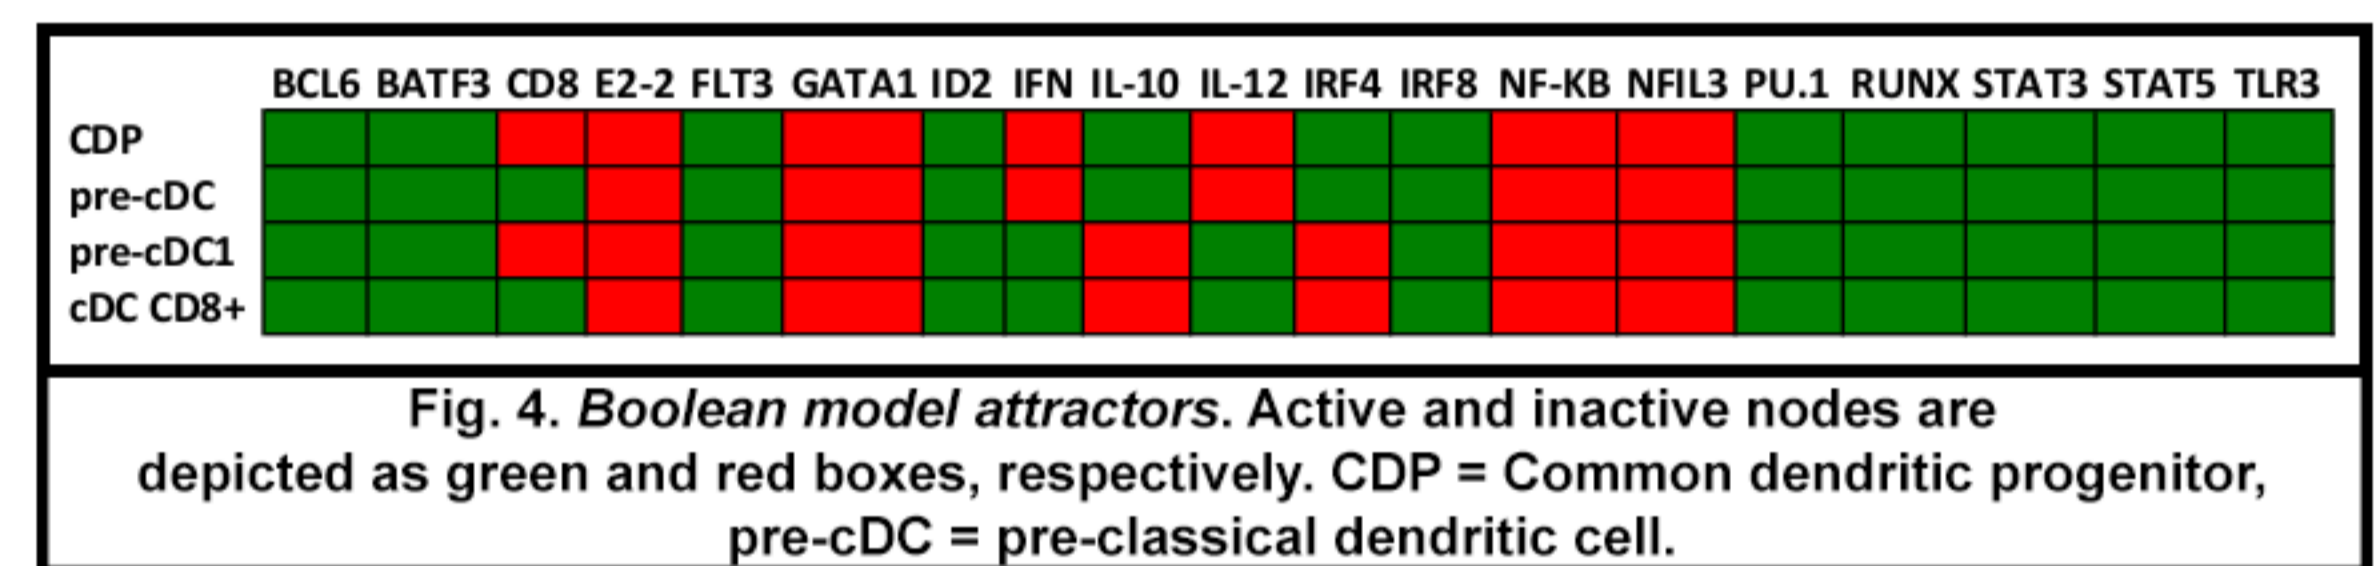 BCL6 BATF3 CD8 E2-2 FLT3 GATA1 ID2 IFN IL-10 IL-12 IRF4 IRF8 NF-KB NFIL3 PU.1 RUNX STAT3 STAT5 TLR3
CDP
pre-cDC
pre-cDC1
cDC CD8+
Fig. 4. Boolean model attractors. Active and inactive nodes are
depicted as green and red boxes, respectively. CDP = Common dendritic progenitor,
pre-cDC = pre-classical dendritic cell.